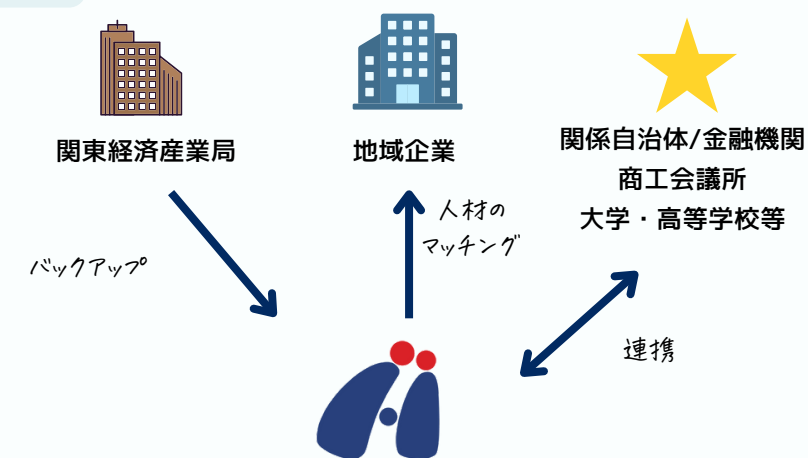 関東経済産業局
地域企業
関係自治体/金融機関
商工会議所
大学・高等学校等
人材の
マッチング
バックアップ
連携